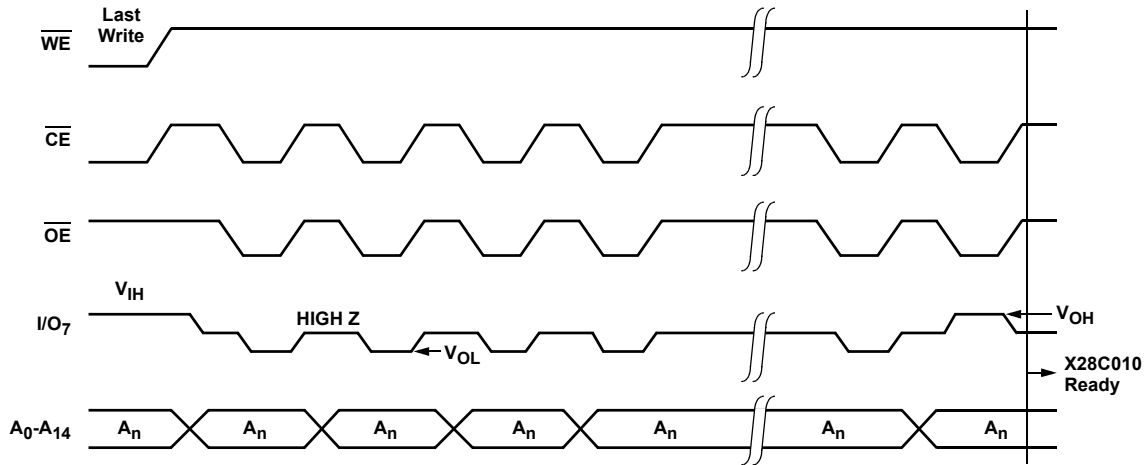 Last
Write
WE
CE
OE
VIH
I/O7
HIGH Z
VOL
VOH
X28C010
Ready
A0-A14
An An An An An An An